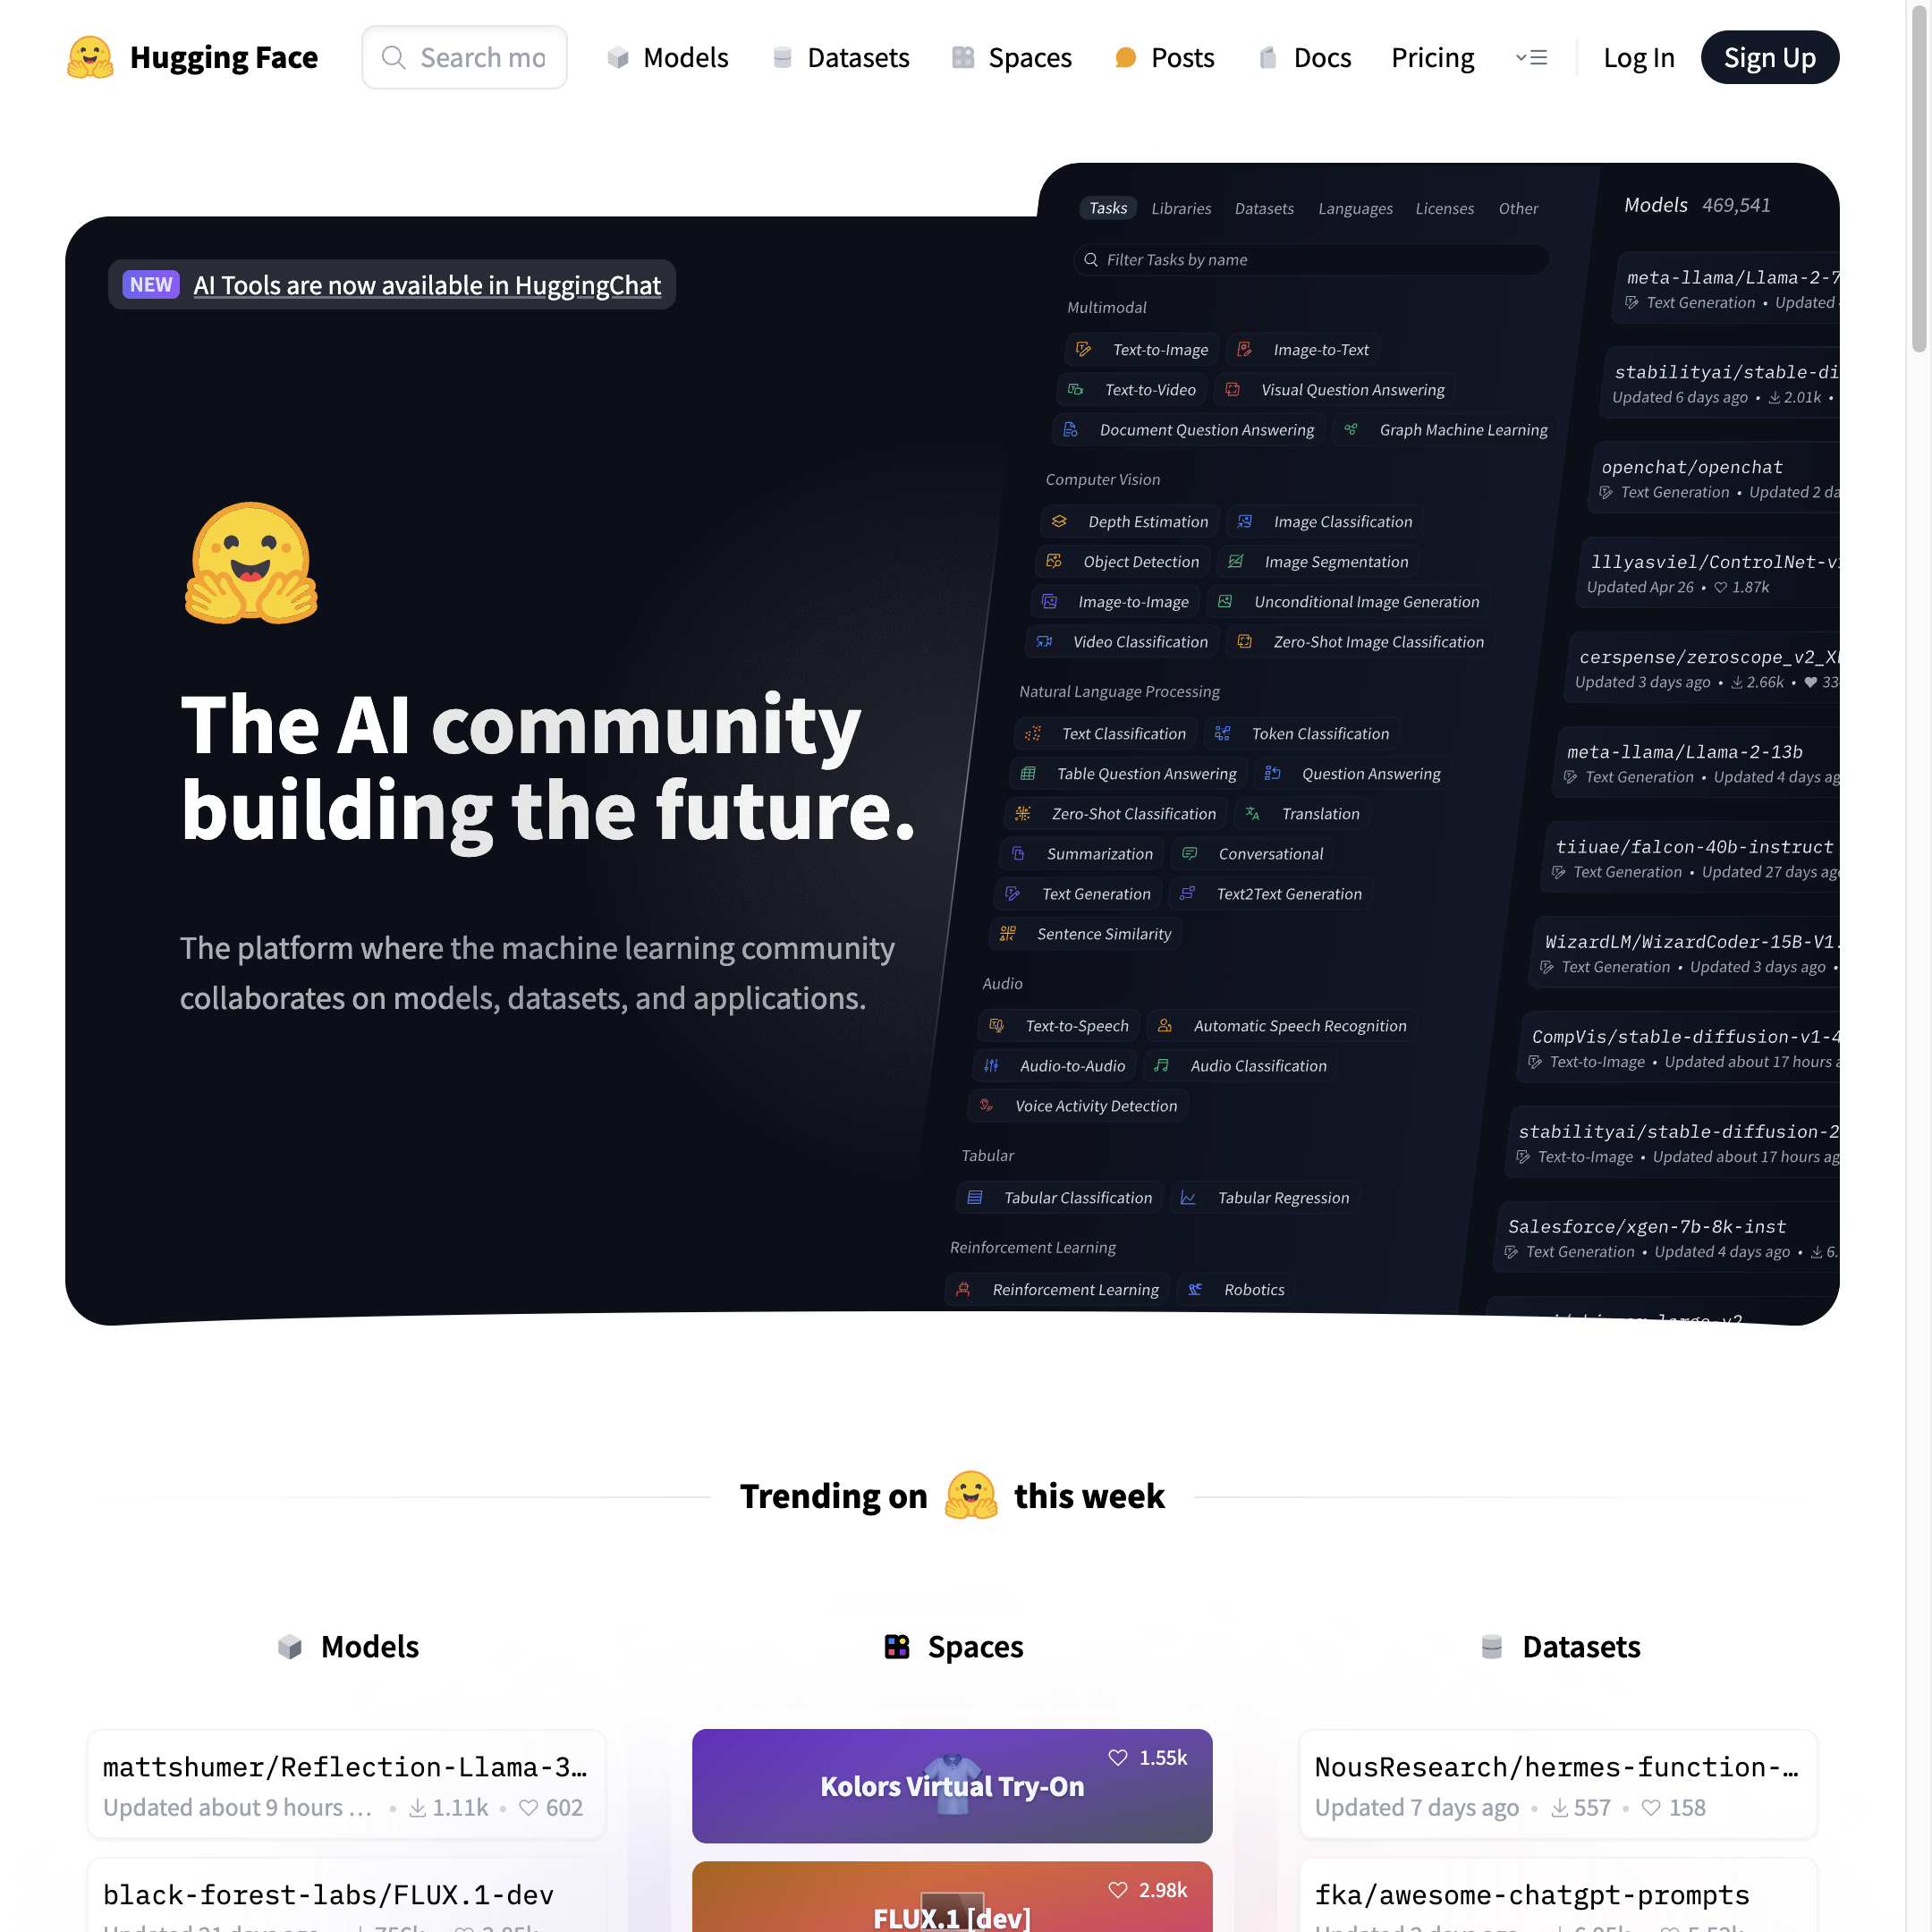 Hugging Face
Search mo
Models
Datasets
Spaces
Posts
Docs
Pricing
Log In
Sign Up
NEW AI Tools are now available in HuggingChat
The AI community
building the future.
The platform where the machine learning community
collaborates on models, datasets, and applications.
Tasks Libraries Datasets Languages Licenses Other
Filter Tasks by name
Multimodal
Text-to-Image Image-to-Text
Text-to-Video Visual Question Answering
Document Question Answering Graph Machine Learning
Computer Vision
Depth Estimation Image Classification
Object Detection Image Segmentation
Image-to-Image Unconditional Image Generation
Video Classification Zero-Shot Image Classification
Natural Language Processing
Text Classification Token Classification
Table Question Answering Question Answering
Zero-Shot Classification Translation
Summarization Conversational
Text Generation Text2Text Generation
Sentence Similarity
Audio
Text-to-Speech Automatic Speech Recognition
Audio-to-Audio Audio Classification
Voice Activity Detection
Tabular
Tabular Classification Tabular Regression
Reinforcement Learning
Reinforcement Learning Robotics
Models 469,541
meta-llama/Llama-2-7
Text Generation • Updated
stabilityai/stable-di
Updated 6 days ago • 2.01k •
openchat/openchat
Text Generation • Updated 2 da
lllyasviel/ControlNet-v
Updated Apr 26 • 1.87k
cerspense/zeroscope_v2_X
Updated 3 days ago • 2.66k • 33
meta-llama/Llama-2-13b
Text Generation • Updated 4 days ag
tiiuae/falcon-40b-instruct
Text Generation • Updated 27 days ag
WizardLM/WizardCoder-15B-V1.
Text Generation • Updated 3 days ago •
CompVis/stable-diffusion-v1-4
Text-to-Image • Updated about 17 hours a
stabilityai/stable-diffusion-2
Text-to-Image • Updated about 17 hours ag
Salesforce/xgen-7b-8k-inst
Text Generation • Updated 4 days ago • 6.
Trending on this week
Models
mattshumer/Reflection-Llama-3…
Updated about 9 hours … • 1.11k • 602
black-forest-labs/FLUX.1-dev
Spaces
1.55k
Kolors Virtual Try-On
2.98k
FLUX.1 [dev]
Datasets
NousResearch/hermes-function-…
Updated 7 days ago • 557 • 158
fka/awesome-chatgpt-prompts